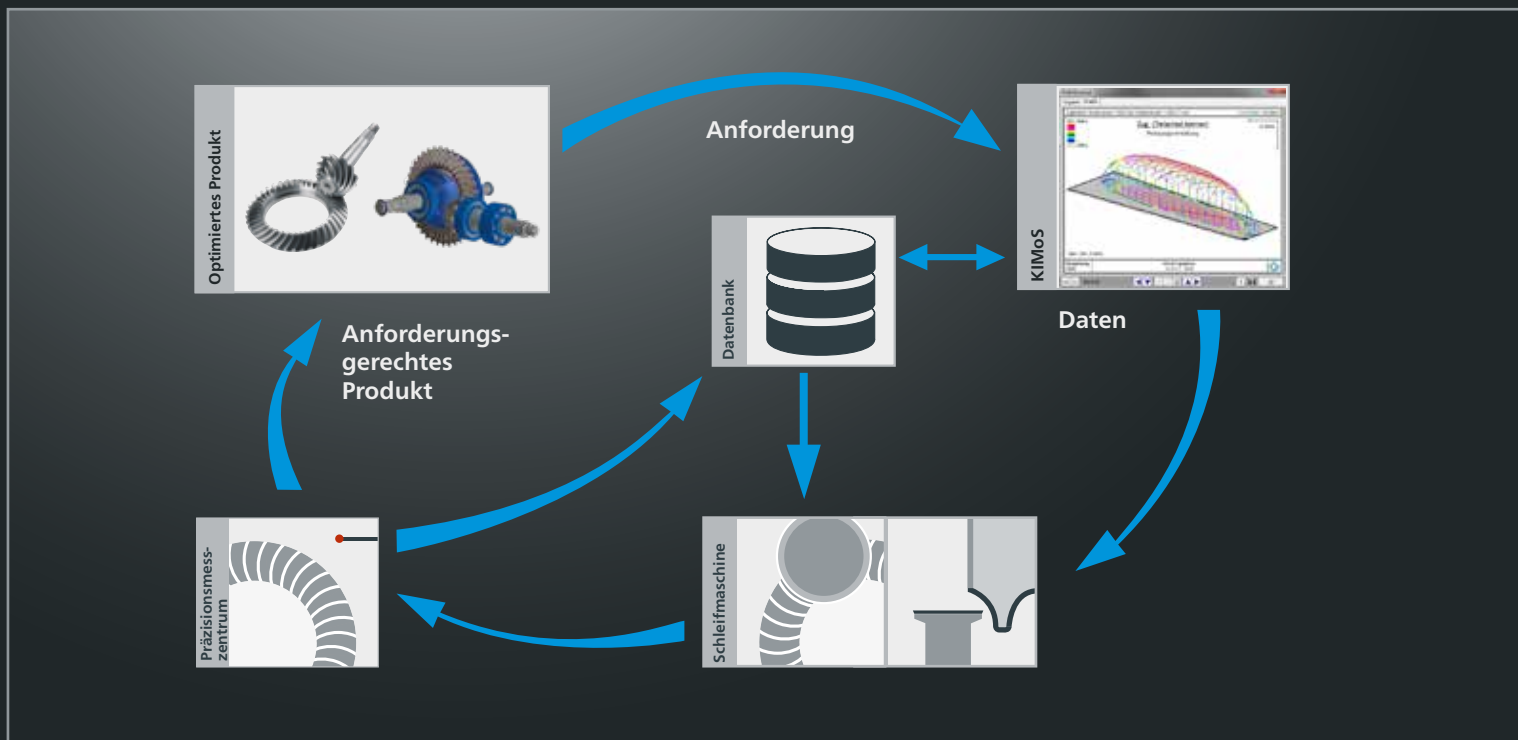 Optimiertes Produkt
Anforderung
KIMoS
Datenbank
Daten
Anforderungs-
gerechtes
Produkt
Präzisionsmess-
zentrum
Schleifmaschine